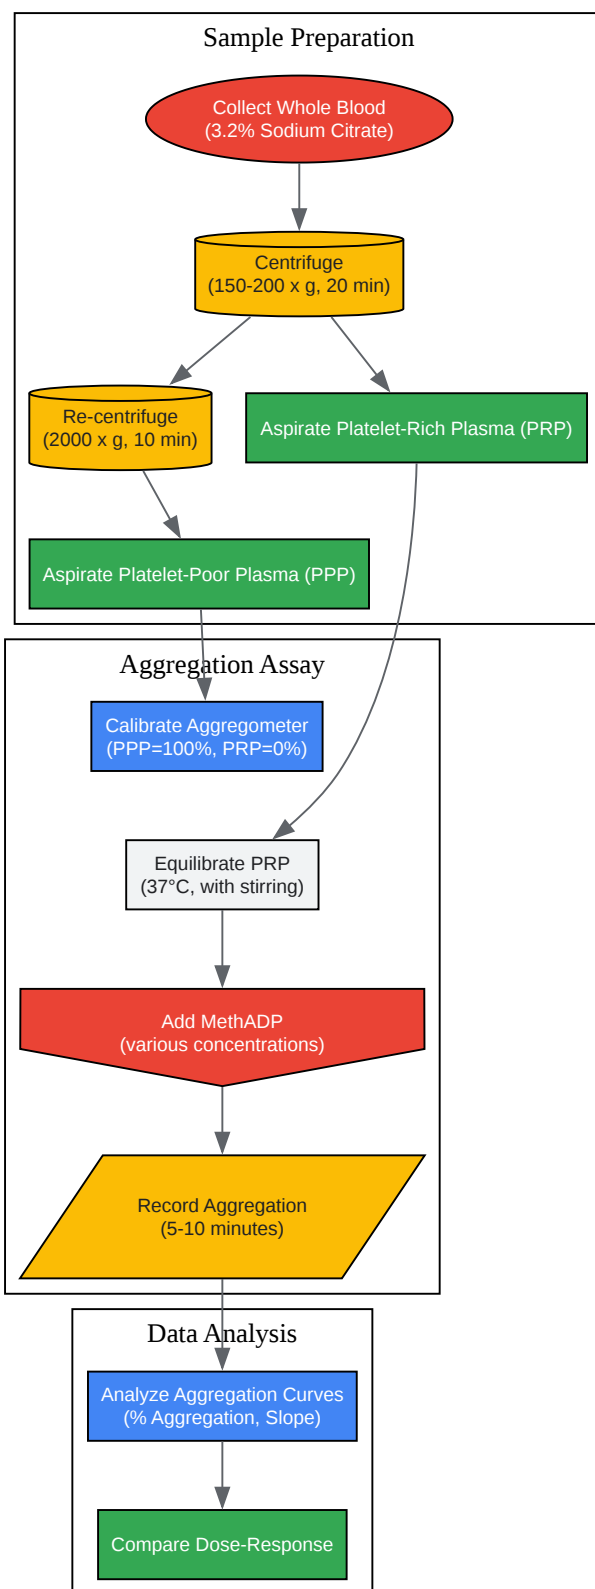 Sample Preparation
Collect Whole Blood
(3.2% Sodium Citrate)
Centrifuge
(150-200 x g, 20 min)
Re-centrifuge
(2000 x g, 10 min)
Aspirate Platelet-Rich Plasma (PRP)
Aspirate Platelet-Poor Plasma (PPP)
Aggregation Assay
Calibrate Aggregometer
(PPP=100%, PRP=0%)
Equilibrate PRP
(37°C, with stirring)
Add MethADP
(various concentrations)
Record Aggregation
(5-10 minutes)
Data Analysis
Analyze Aggregation Curves
(% Aggregation, Slope)
Compare Dose-Response